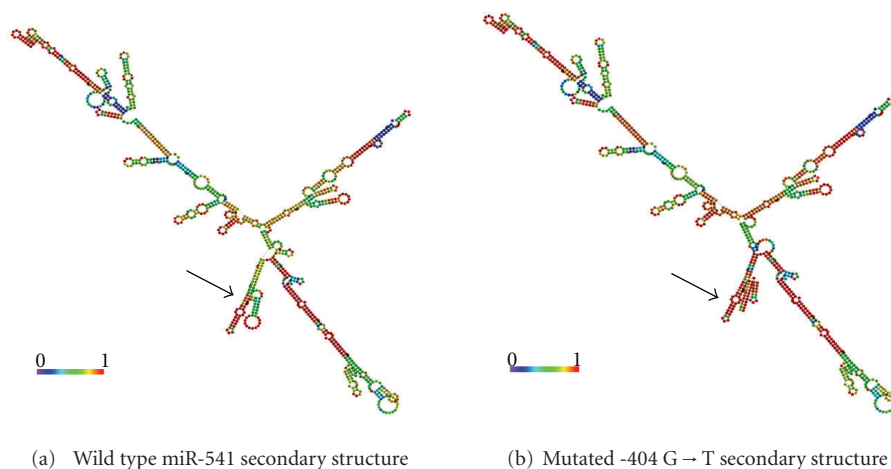 0 1
0 1
(a) Wild type miR-541 secondary structure
(b) Mutated -404 G → T secondary structure